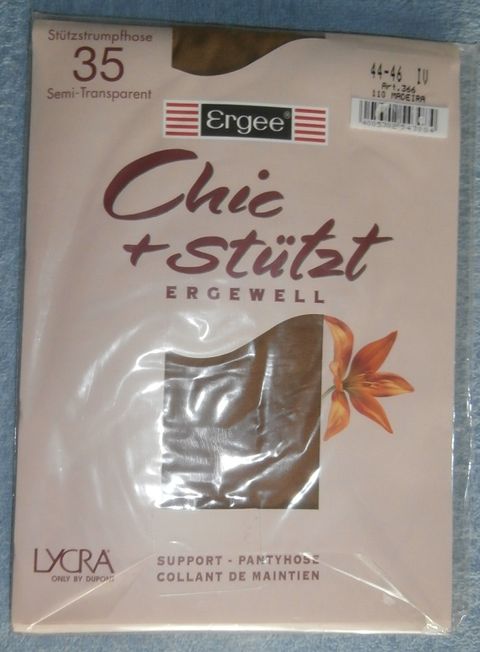 Stützstrumpfhose
35
Semi-Transparent
44-46 IV
Art.366
110 MADEIRA
Ergee®
Chic
+ stützt
ERGEWELL
LYCRA®
ONLY BY DUPONT
SUPPORT - PANTYHOSE
COLLANT DE MAINTIEN